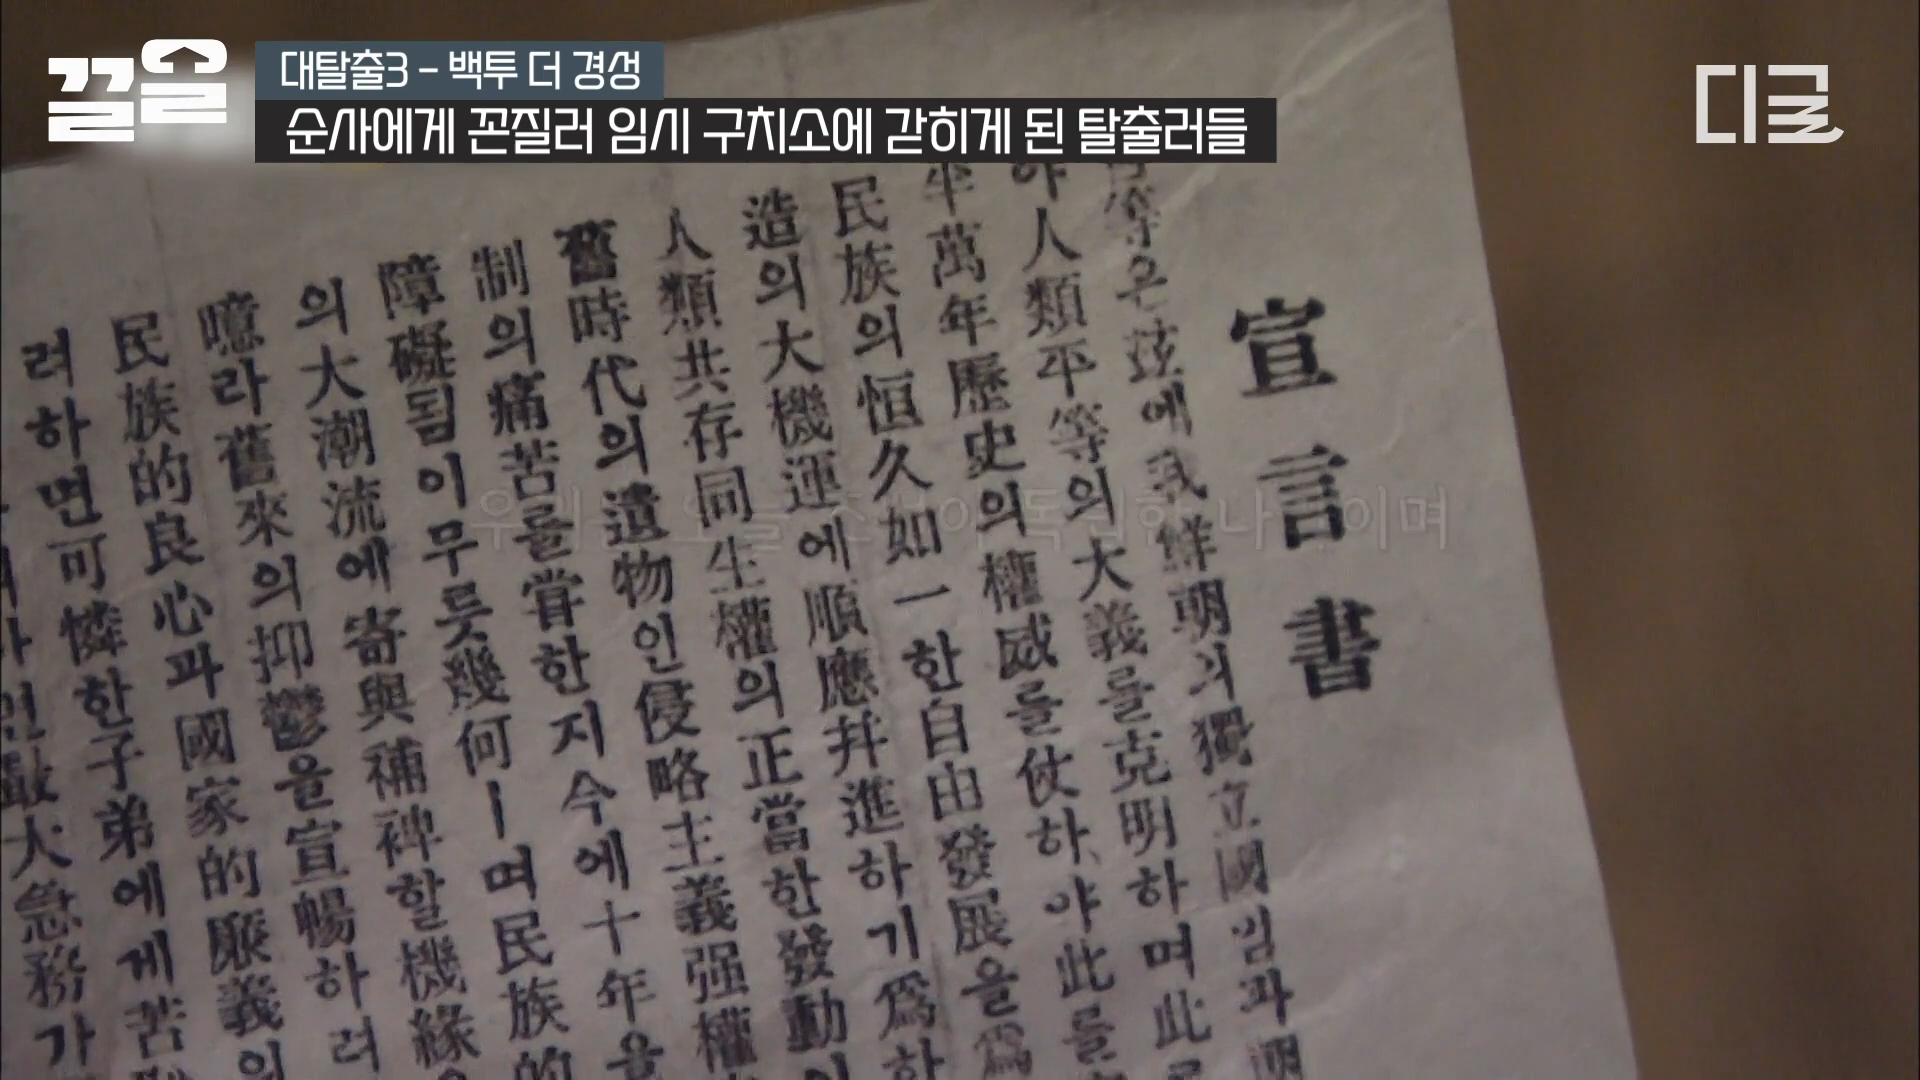 끌올
대탈출3 – 백투 더 경성
순사에게 꼰질러 임시 구치소에 갇히게 된 탈출러들
디글
宣言書
等은玆에我鮮朝의獨立國임과
야人類平等의大義를克明하며此
半萬年歷史의權威를仗하야此를
民族의恒久如一한自由發展을爲
造의大機運에順應幷進하기爲하
人類共存同生權의正當한發動이
舊時代의遺物인侵略主義强權
制의痛苦를嘗한지今에十年을
障礙됨이무릇幾何ㅣ며民族的
의大潮流에寄與補裨할機緣
噫라舊來의抑鬱을宣暢하려
民族的良心과國家的廉義의
려하면可憐한子弟에게苦
大急務가
우리는 오늘 조선이 독립한 나라이며